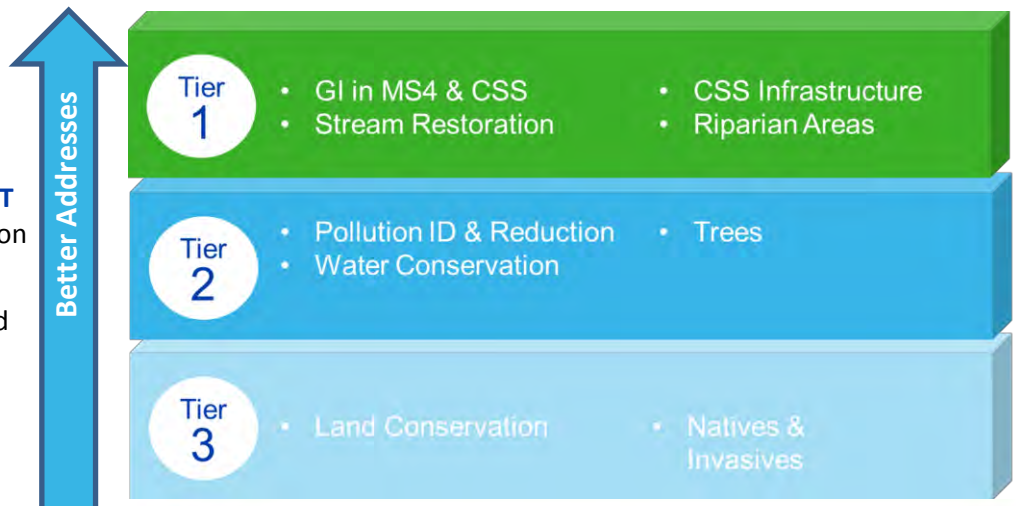 T
on
d
Better Addresses
Tier
1
• GI in MS4 & CSS
• Stream Restoration
• CSS Infrastructure
• Riparian Areas
Tier
2
• Pollution ID & Reduction
• Water Conservation
• Trees
Tier
3
• Land Conservation
• Natives &
Invasives